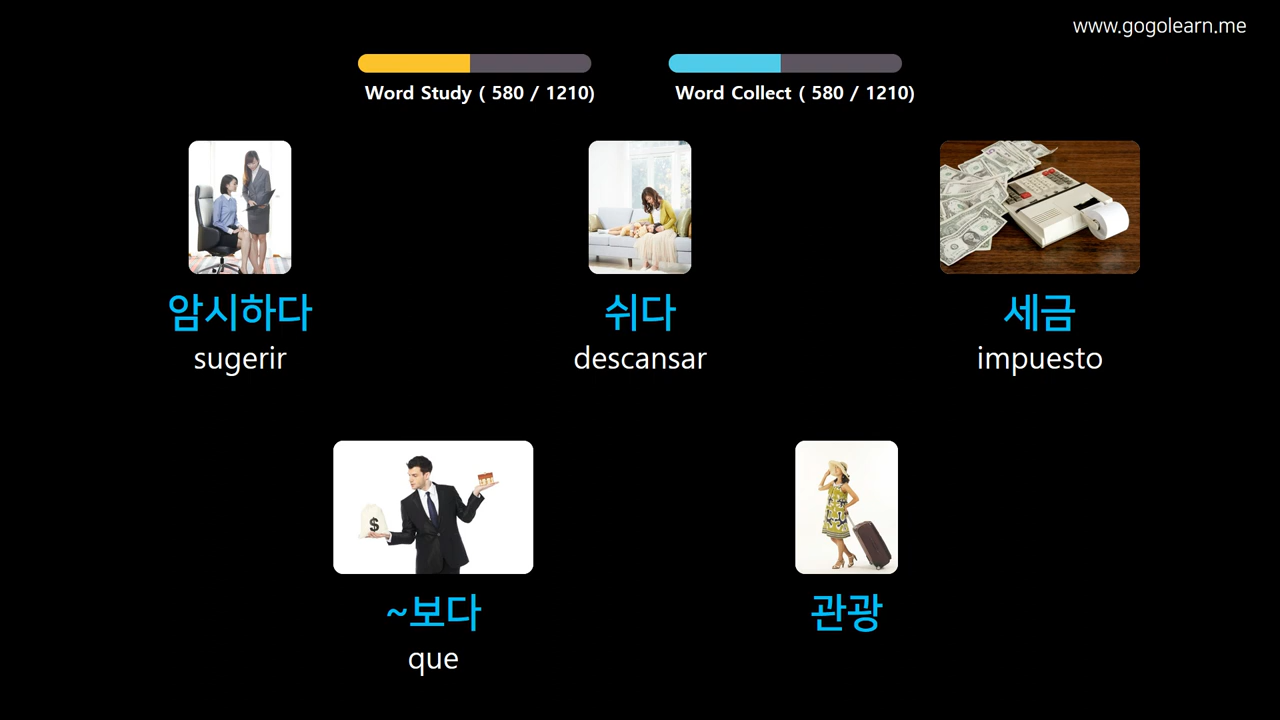 www.gogolearn.me
Word Study ( 580 / 1210)
Word Collect ( 580 / 1210)
암시하다
sugerir
쉬다
descansar
세금
impuesto
$
~보다
que
관광